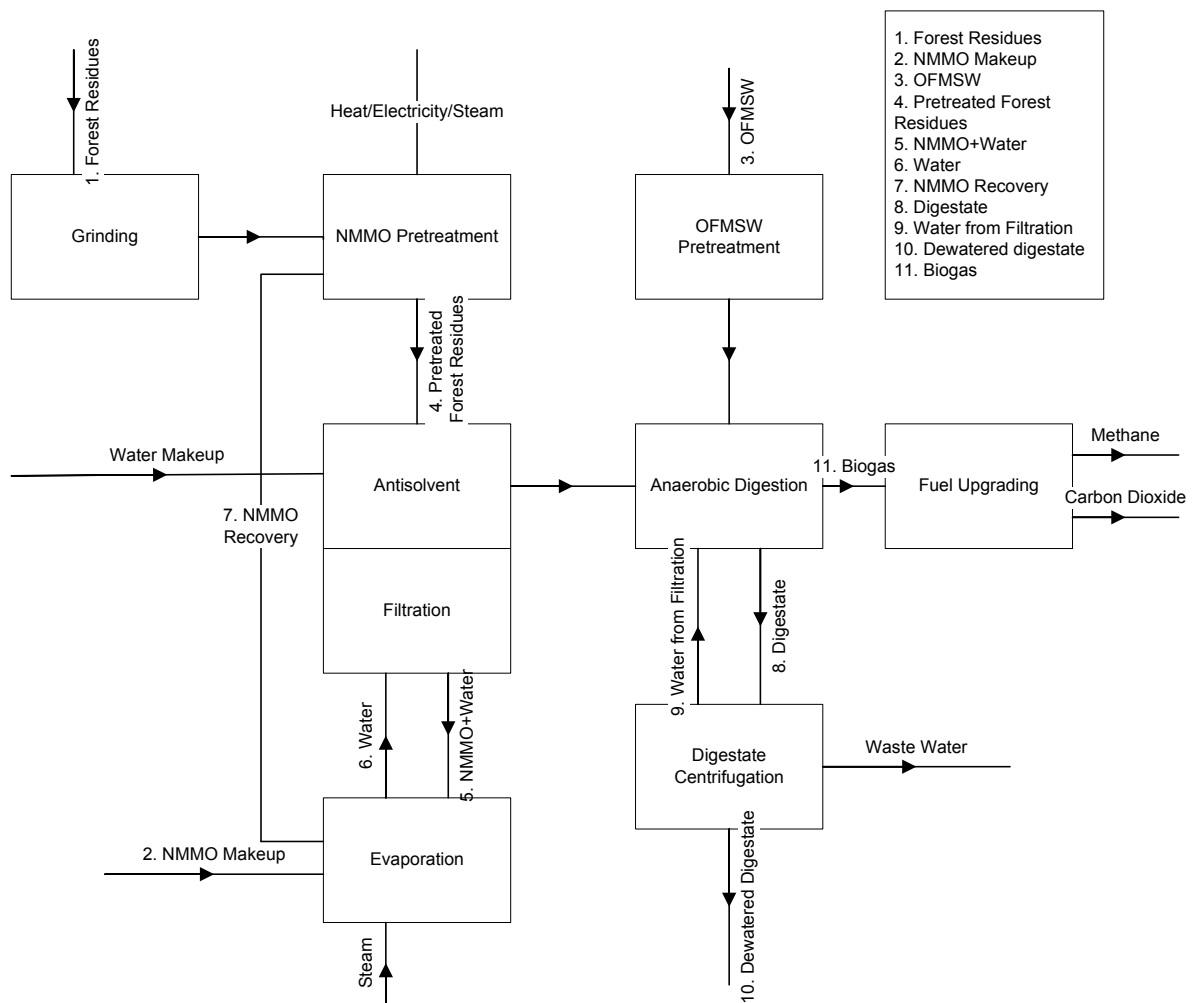 1. Forest Residues
Heat/Electricity/Steam
3. OFMSW
1. Forest Residues
2. NMMO Makeup
3. OFMSW
4. Pretreated Forest
Residues
5. NMMO+Water
6. Water
7. NMMO Recovery
8. Digestate
9. Water from Filtration
10. Dewatered digestate
11. Biogas
Grinding
NMMO Pretreatment
OFMSW
Pretreatment
4. Pretreated
Forest Residues
Water Makeup
Antisolvent
Anaerobic Digestion
11. Biogas
Fuel Upgrading
Methane
Carbon Dioxide
7. NMMO
Recovery
Filtration
9. Water from Filtration
8. Digestate
6. Water
5. NMMO+Water
Digestate
Centrifugation
Waste Water
2. NMMO Makeup
Evaporation
Steam
10. Dewatered Digestate